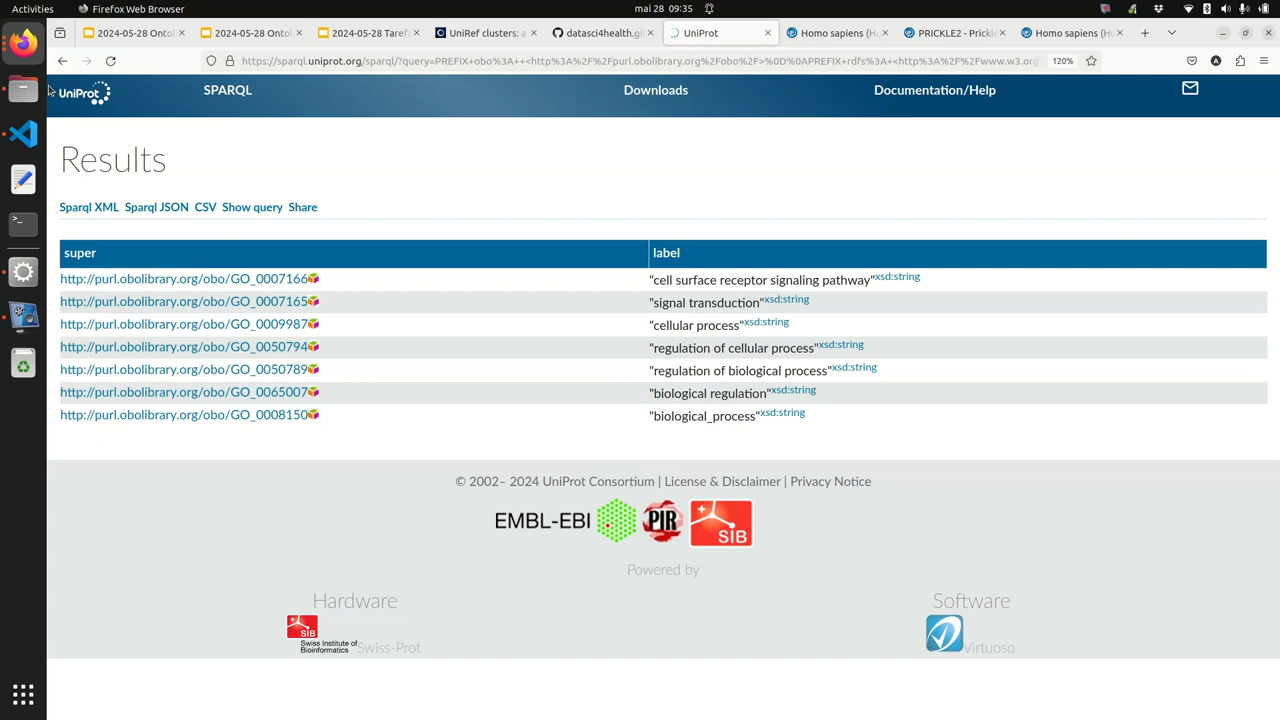 Activities
Firefox Web Browser
mai 28 09:35
2024-05-28 Ontol
2024-05-28 Ontol
2024-05-28 Taref
UniRef clusters: a
datasci4health.gi
UniProt
Homo sapiens (Hu
PRICKLE2 - Prickle
Homo sapiens (Hu
https://sparql.uniprot.org/sparql/?query=PREFIX+obo%3A++<http%3A%2F%2Fpurl.obolibrary.org%2Fobo%2F>%0D%0APREFIX+rdfs%3A+<http%3A%2F%2Fwww.w3.org
120%
UniProt
SPARQL
Downloads
Documentation/Help
Results
Sparql XML Sparql JSON CSV Show query Share
super label
http://purl.obolibrary.org/obo/GO_0007166 "cell surface receptor signaling pathway"xsd:string
http://purl.obolibrary.org/obo/GO_0007165 "signal transduction"xsd:string
http://purl.obolibrary.org/obo/GO_0009987 "cellular process"xsd:string
http://purl.obolibrary.org/obo/GO_0050794 "regulation of cellular process"xsd:string
http://purl.obolibrary.org/obo/GO_0050789 "regulation of biological process"xsd:string
http://purl.obolibrary.org/obo/GO_0065007 "biological regulation"xsd:string
http://purl.obolibrary.org/obo/GO_0008150 "biological_process"xsd:string
© 2002– 2024 UniProt Consortium | License & Disclaimer | Privacy Notice
EMBL-EBI PIR SIB
Powered by
Hardware
SIB
Swiss Institute of
Bioinformatics
Swiss-Prot
Software
Virtuoso